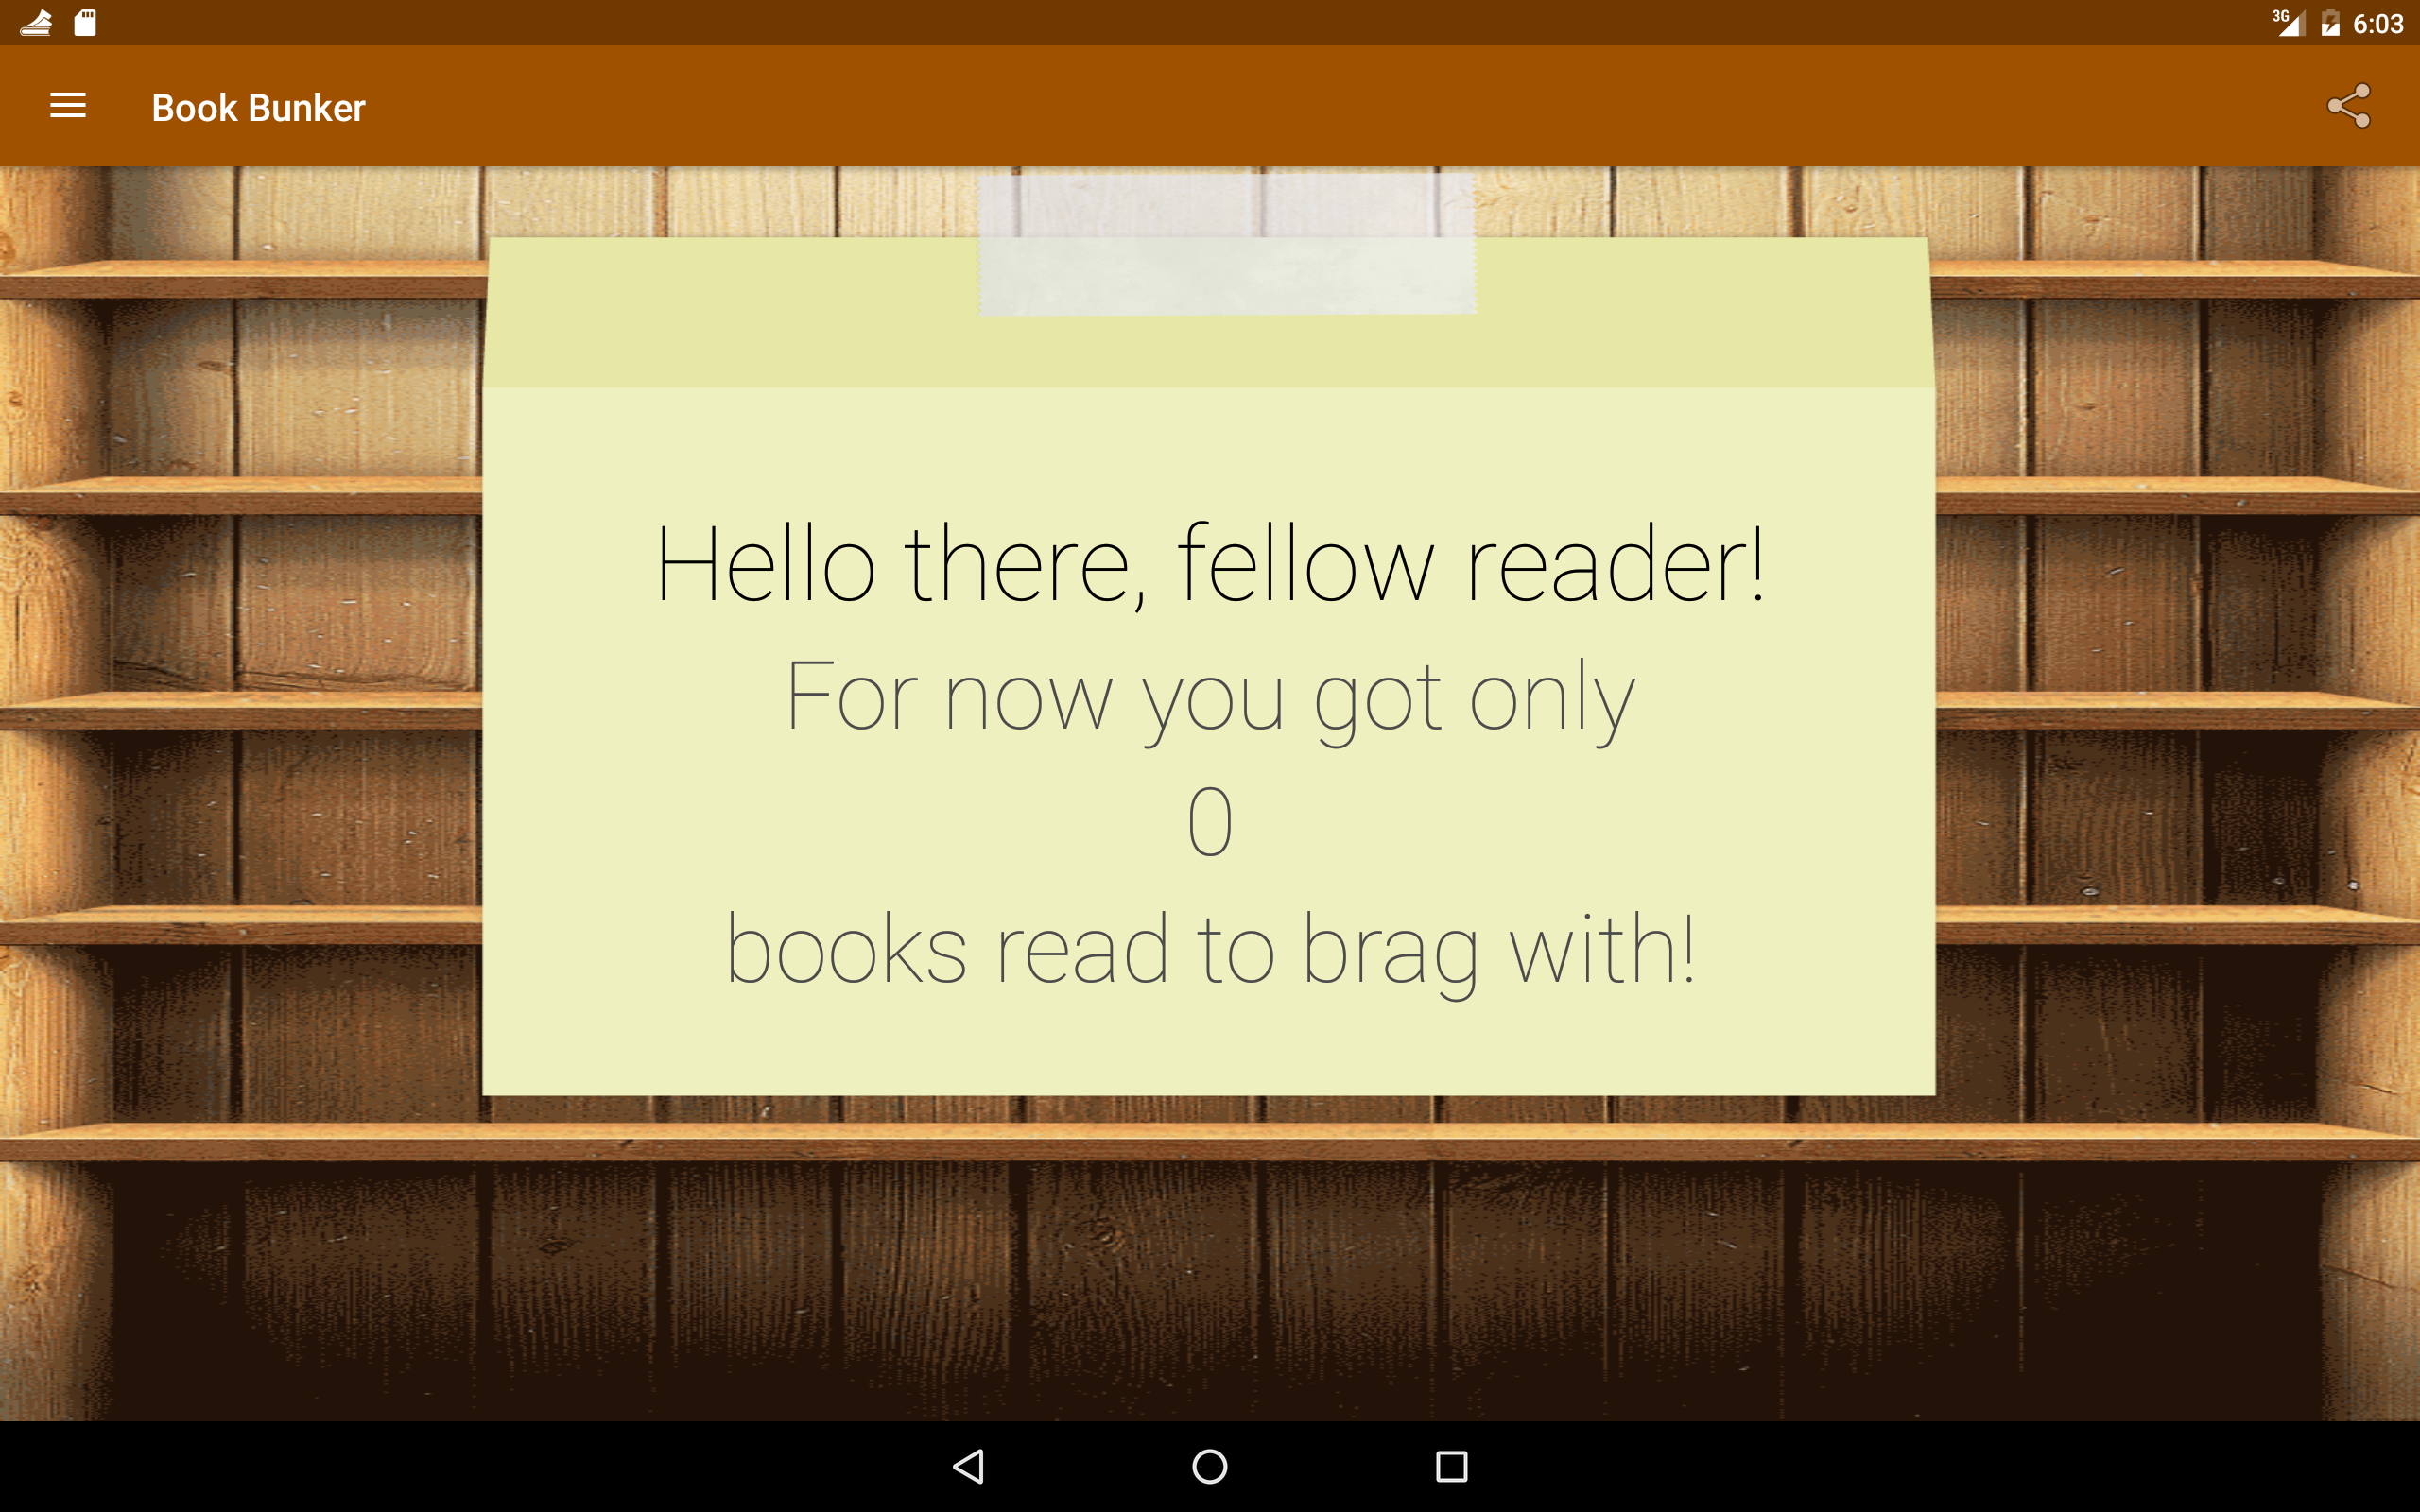 3G 6:03
Book Bunker
Hello there, fellow reader!
For now you got only
0
books read to brag with!